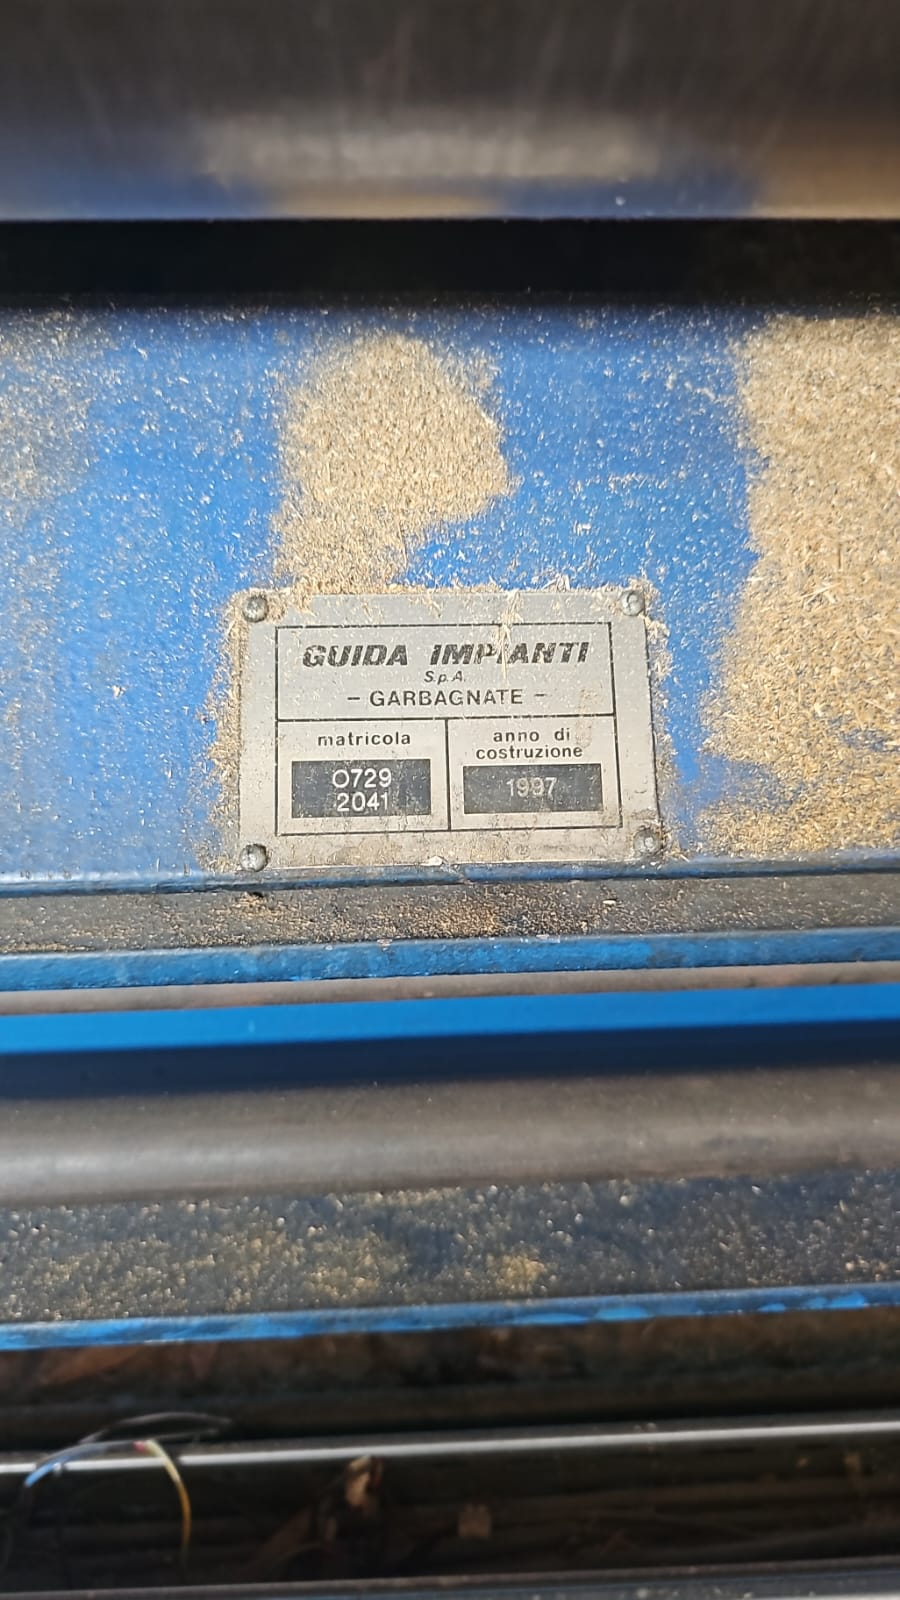 GUIDA IMPIANTI
S.p.A.
- GARBAGNATE -
matricola
0729
2041
anno di
costruzione
1997